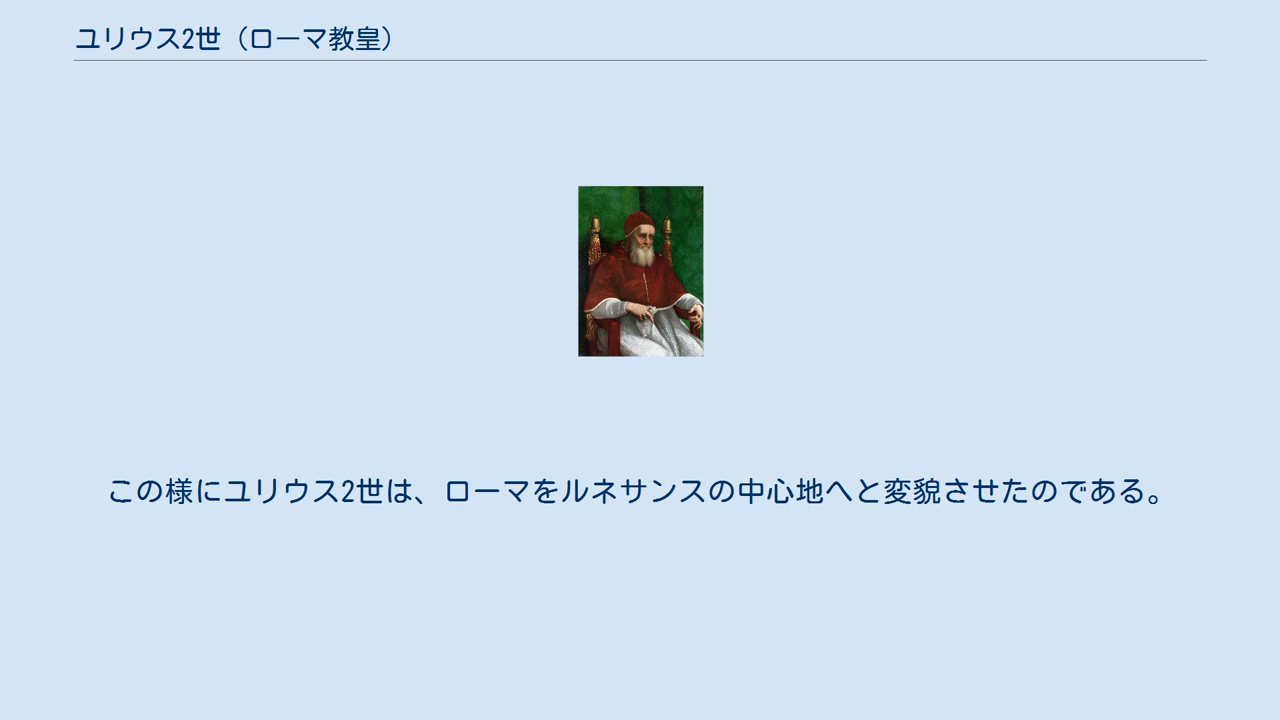 ユリウス2世（ローマ教皇）
この様にユリウス2世は、ローマをルネサンスの中心地へと変貌させたのである。